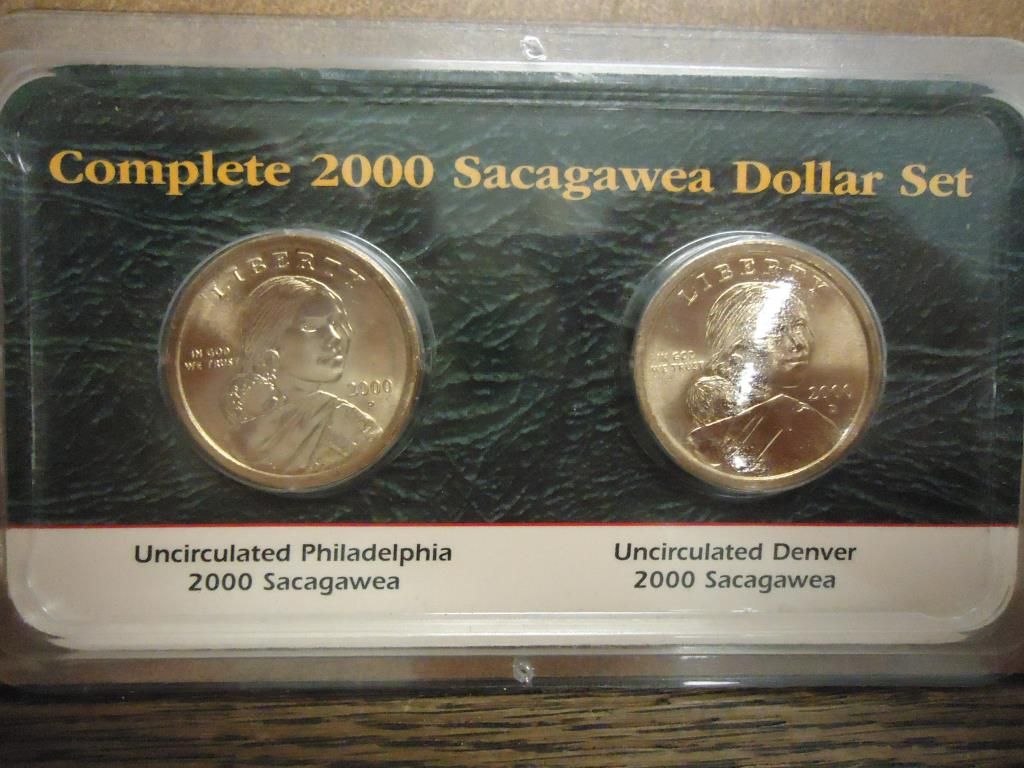 Complete 2000 Sacagawea Dollar Set
LIBERTY
IN GOD
WE TRUST
2000
P
LIBERTY
IN GOD
WE TRUST
2000
D
Uncirculated Philadelphia
2000 Sacagawea
Uncirculated Denver
2000 Sacagawea